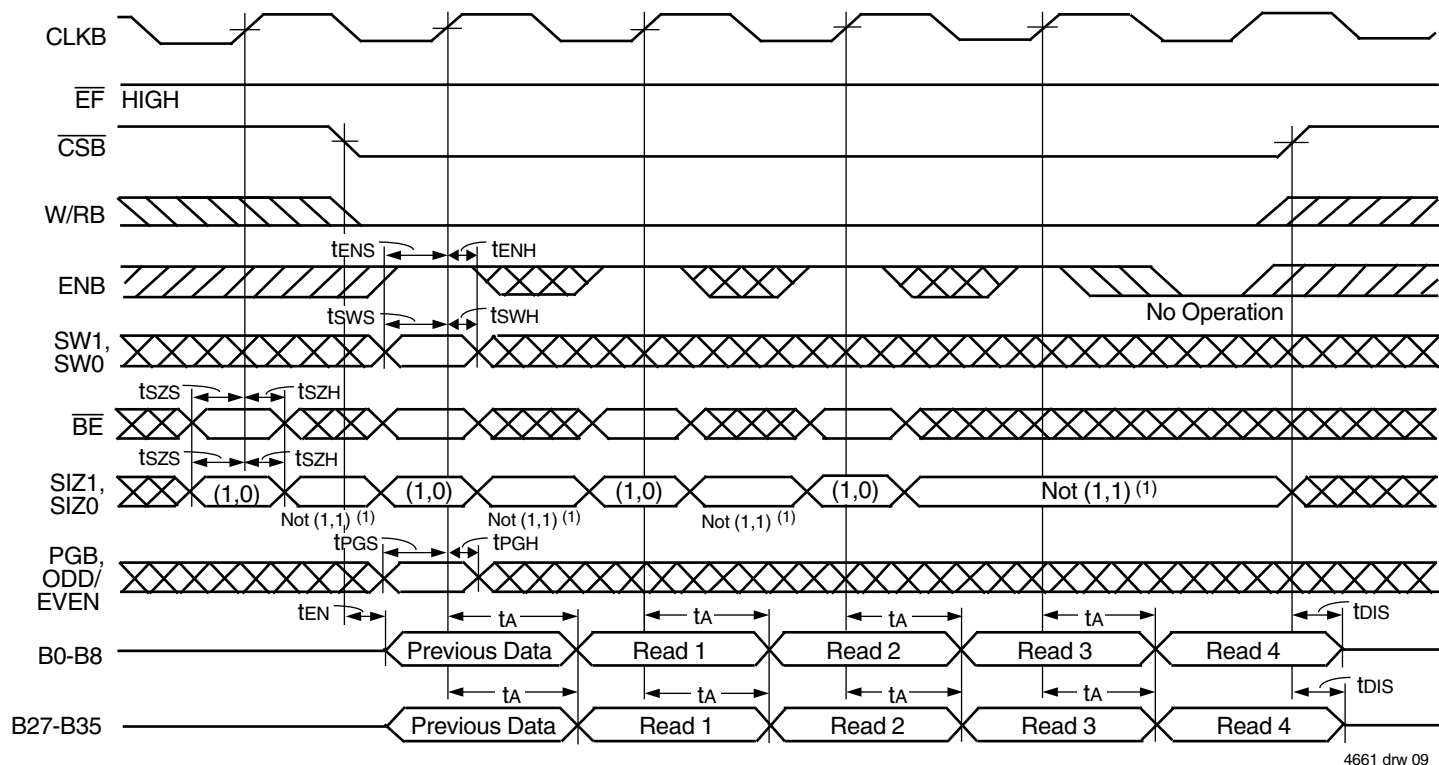 CLKB
EF HIGH
CSB
W/RB
tENS tENH
ENB
No Operation
tSWS tSWH
SW1,
SW0
tSZS tSZH
BE
tSZS tSZH
SIZ1,
SIZ0
(1,0) (1,0) (1,0) (1,0) Not (1,1) (1)
Not (1,1) (1) Not (1,1) (1) Not (1,1) (1)
tPGS tPGH
PGB,
ODD/
EVEN
tEN tA tA tA tA tDIS
B0-B8 Previous Data Read 1 Read 2 Read 3 Read 4
tA tA tA tA tDIS
B27-B35 Previous Data Read 1 Read 2 Read 3 Read 4
4661 drw 09